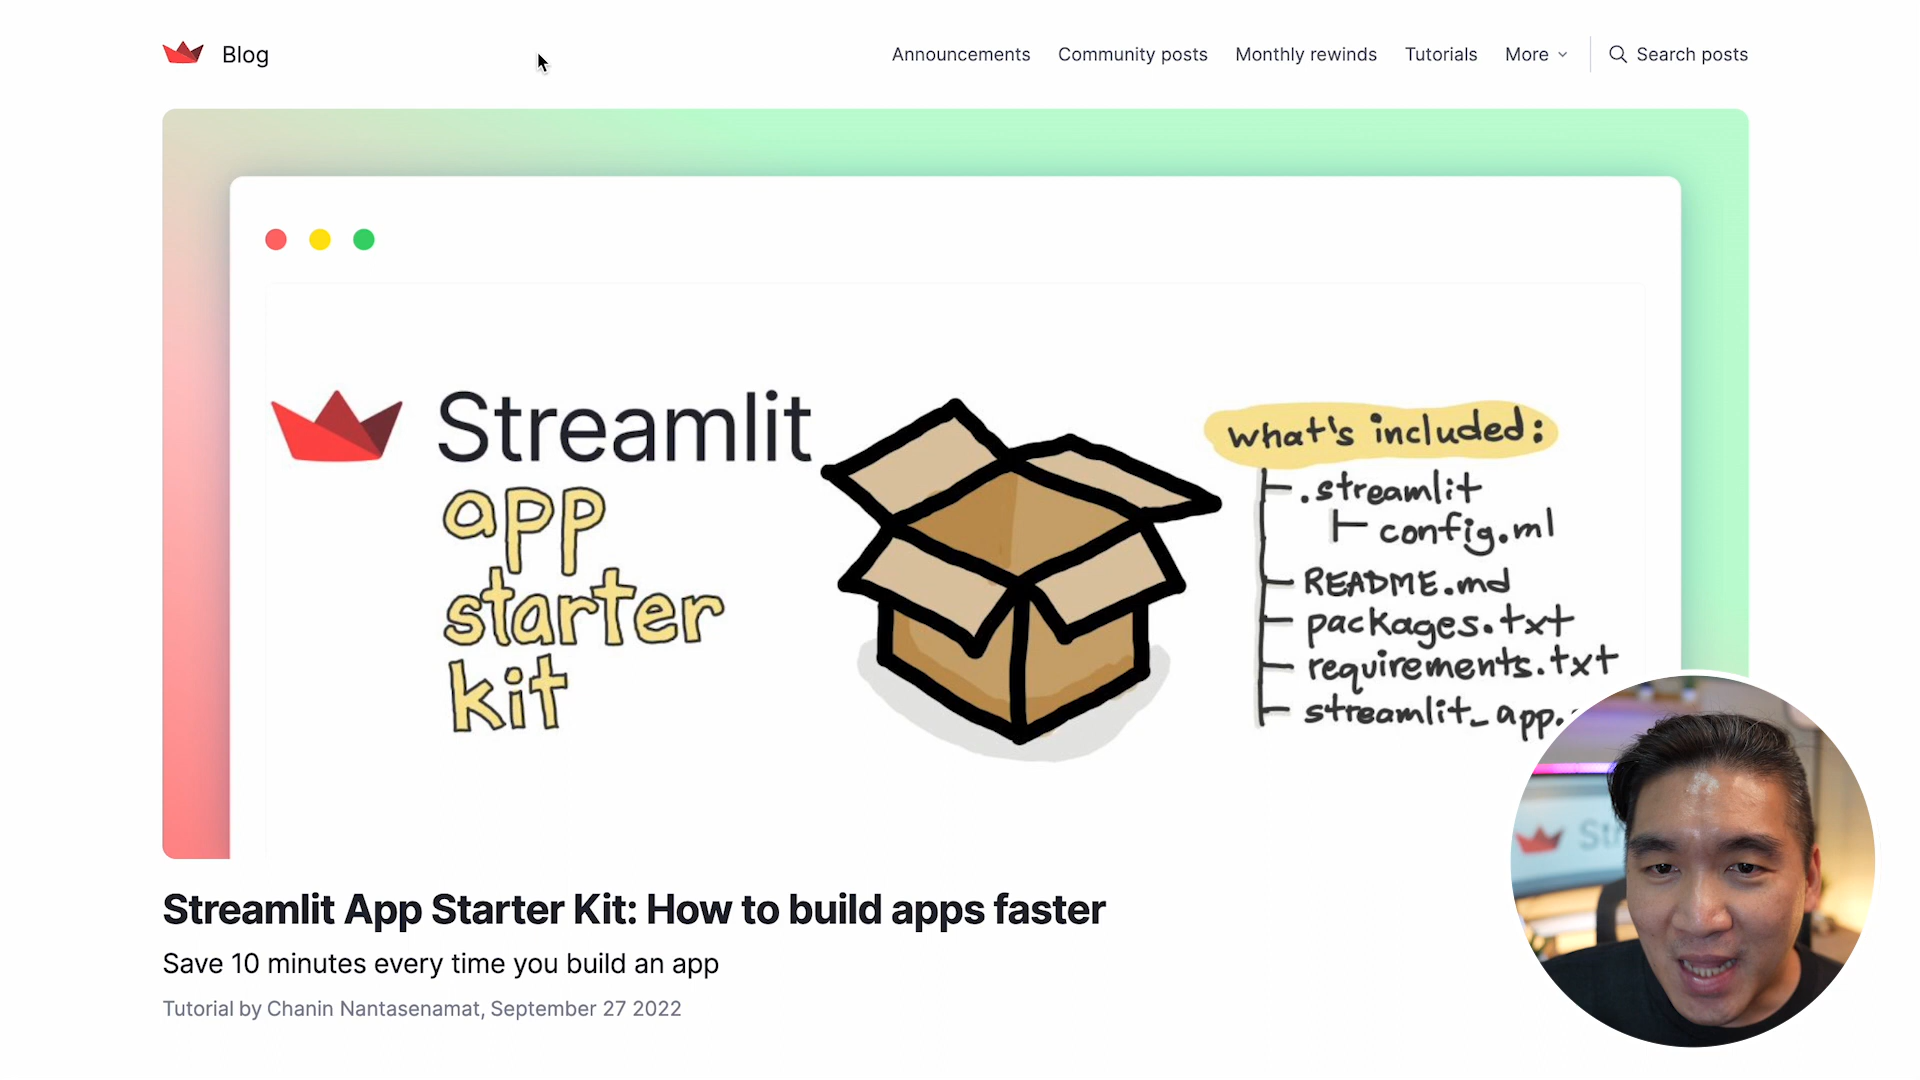 Blog
Announcements
Community posts
Monthly rewinds
Tutorials
More
Search posts
Streamlit
app
starter
kit
what's included:
.streamlit
config.ml
README.md
packages.txt
requirements.txt
streamlit_app.
Streamlit App Starter Kit: How to build apps faster
Save 10 minutes every time you build an app
Tutorial by Chanin Nantasenamat, September 27 2022